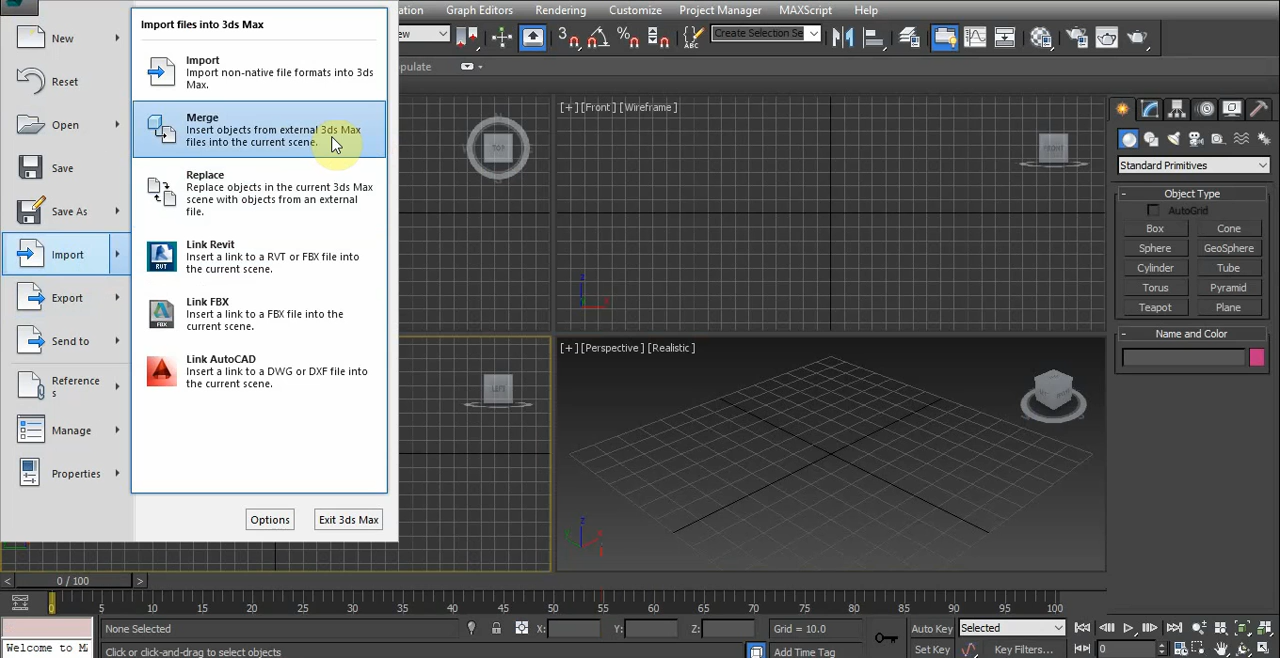 ation Graph Editors Rendering Customize Project Manager MAXScript Help
ew
Create Selection Se
ABC
pulate
New
Reset
Open
Save
Save As
Import
Export
Send to
Reference
s
Manage
Properties
Import files into 3ds Max
Import
Import non-native file formats into 3ds
Max.
Merge
Insert objects from external 3ds Max
files into the current scene.
Replace
Replace objects in the current 3ds Max
scene with objects from an external
file.
Link Revit
Insert a link to a RVT or FBX file into
the current scene.
Link FBX
Insert a link to a FBX file into the
current scene.
Link AutoCAD
Insert a link to a DWG or DXF file into
the current scene.
Options Exit 3ds Max
RVT
FBX
TOP
[+] [Front] [Wireframe]
FRONT
LEFT
[+] [Perspective] [Realistic]
z
x
z
Standard Primitives
- Object Type
AutoGrid
Box Cone
Sphere GeoSphere
Cylinder Tube
Torus Pyramid
Teapot Plane
- Name and Color
< 0 / 100 >
0 5 10 15 20 25 30 35 40 45 50 55 60 65 70 75 80 85 90 95 100
None Selected X: Y: Z: Grid = 10.0 Auto Key Selected
Welcome to M Click or click-and-drag to select objects Add Time Tag Set Key Key Filters... 0